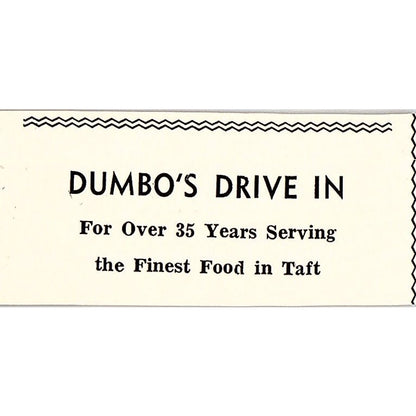 DUMBO'S DRIVE IN
For Over 35 Years Serving
the Finest Food in Taft